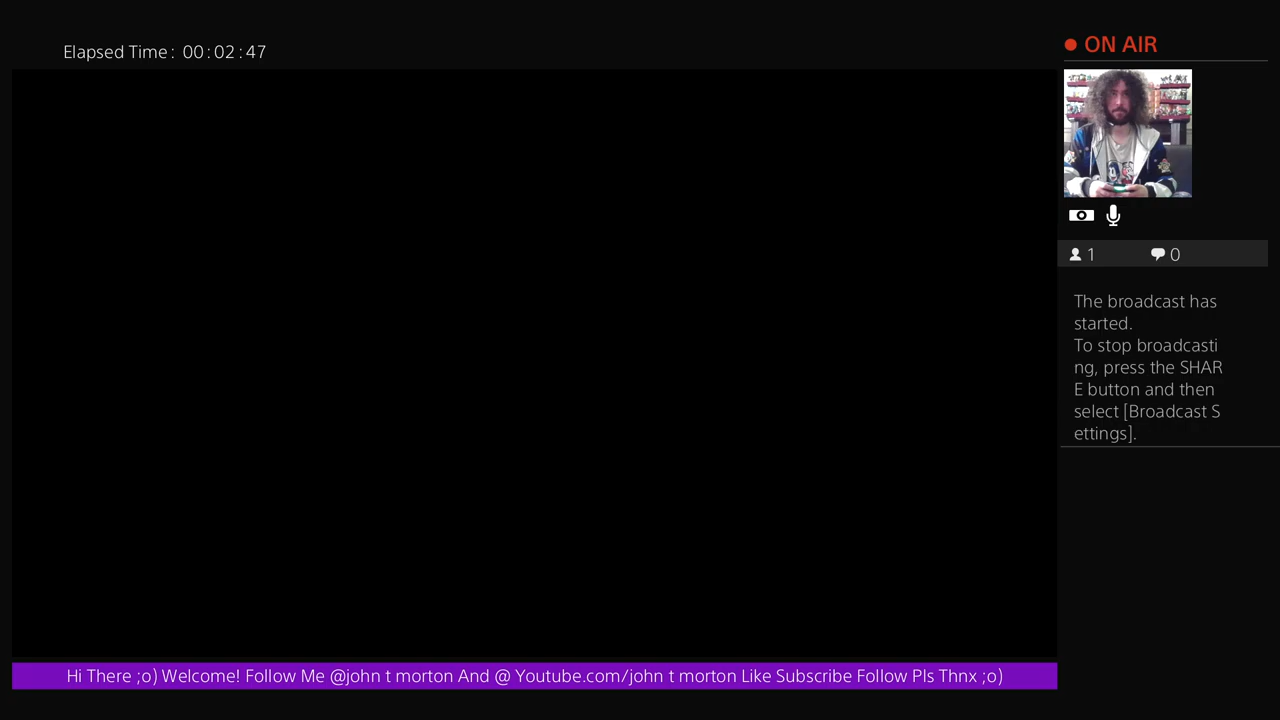 Elapsed Time: 00:02:47
ON AIR
1 0
The broadcast has
started.
To stop broadcasti
ng, press the SHAR
E button and then
select [Broadcast S
ettings].
Hi There ;o) Welcome! Follow Me @john t morton And @ Youtube.com/john t morton Like Subscribe Follow Pls Thnx ;o)